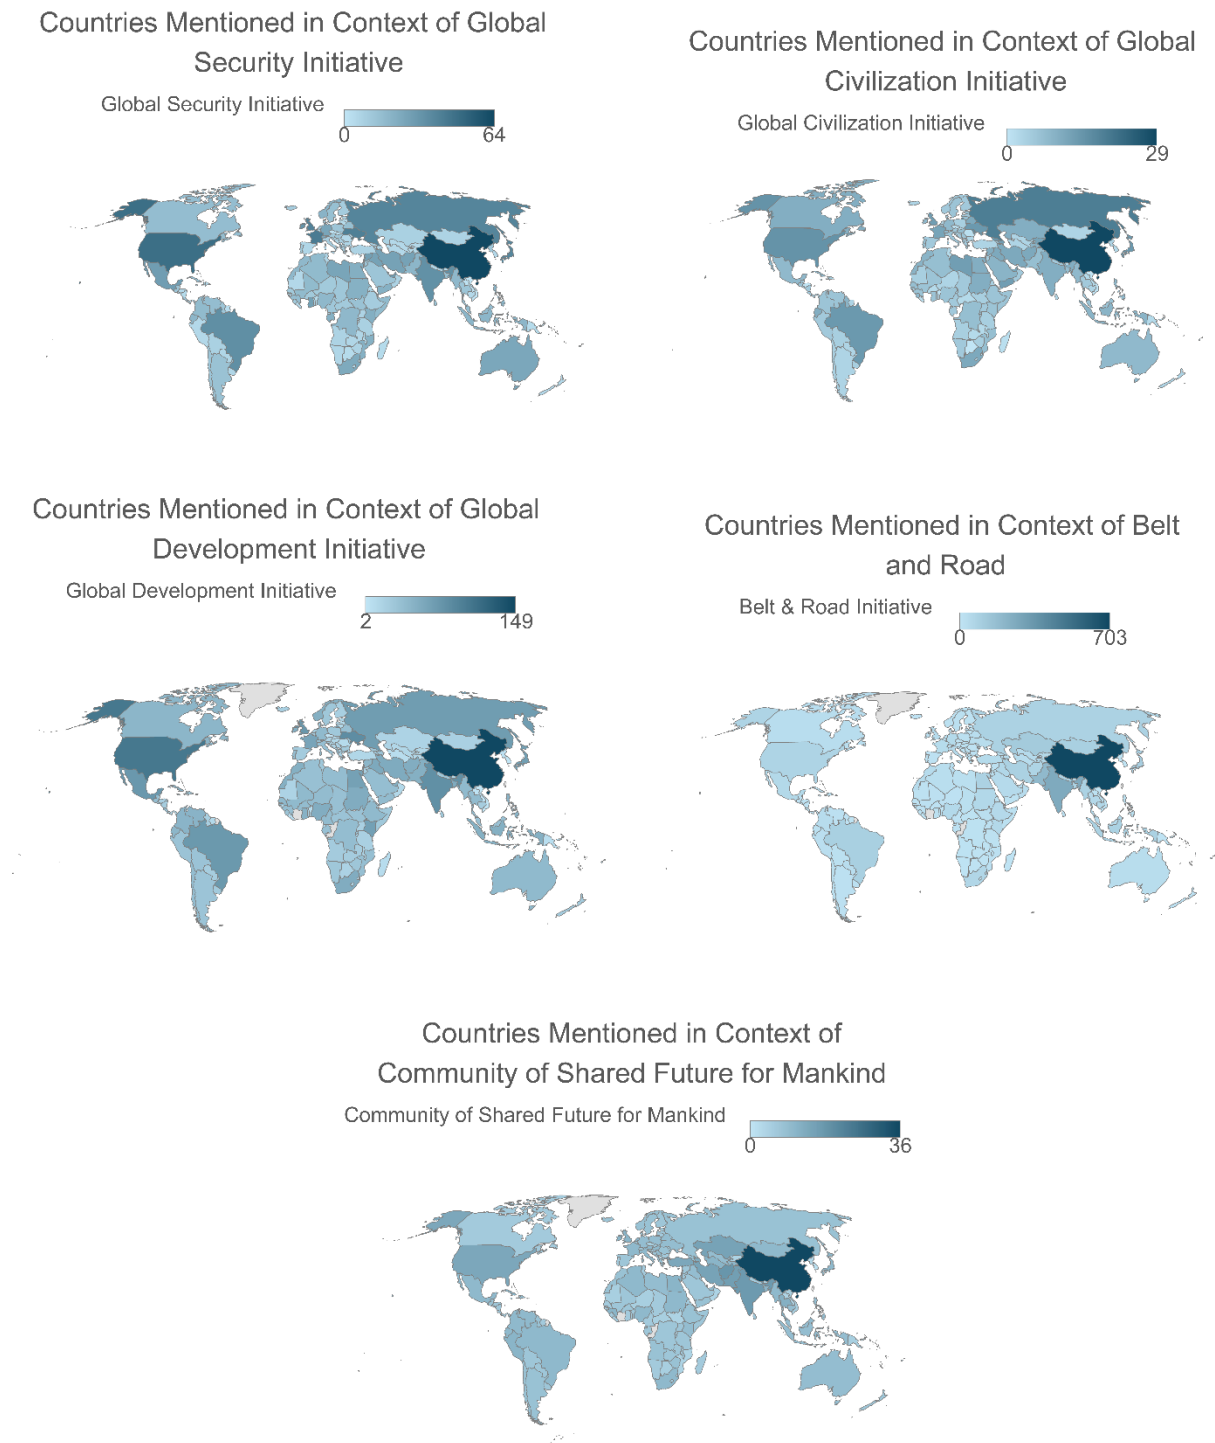 Countries Mentioned in Context of Global
Security Initiative
Global Security Initiative
0 64
Countries Mentioned in Context of Global
Civilization Initiative
Global Civilization Initiative
0 29
Countries Mentioned in Context of Global
Development Initiative
Global Development Initiative
2 149
Countries Mentioned in Context of Belt
and Road
Belt & Road Initiative
0 703
Countries Mentioned in Context of
Community of Shared Future for Mankind
Community of Shared Future for Mankind
0 36